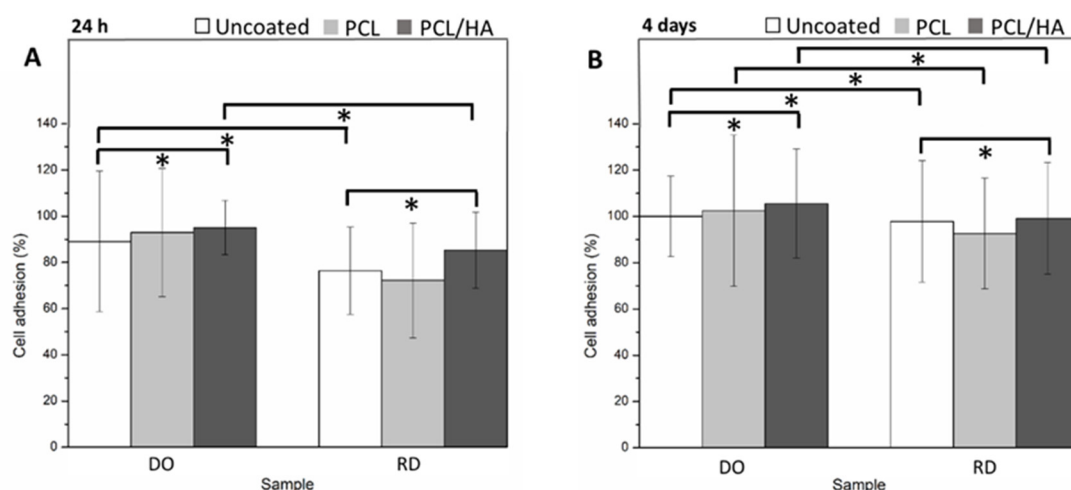 24 h Uncoated PCL PCL/HA
A
*
*
*
*
*
140
120
100
80
60
40
20
0
Cell adhesion (%)
DO RD
Sample
4 days Uncoated PCL PCL/HA
B
*
*
*
*
*
*
140
120
100
80
60
40
20
0
Cell adhesion (%)
DO RD
Sample